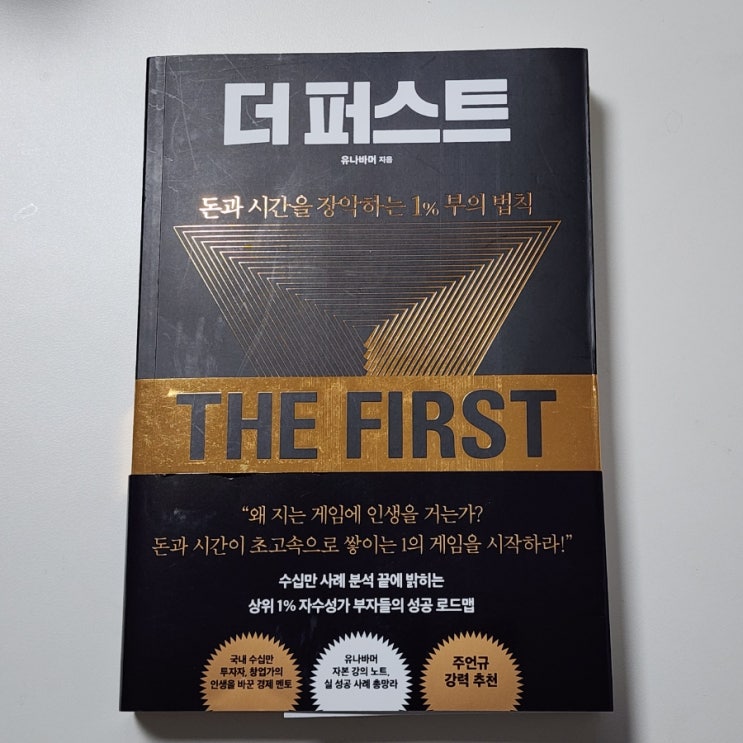 더 퍼스트
유나바머 지음
돈과 시간을 장악하는 1% 부의 법칙
THE FIRST
“왜 지는 게임에 인생을 거는가?
돈과 시간이 초고속으로 쌓이는 1의 게임을 시작하라!”
수십만 사례 분석 끝에 밝히는
상위 1% 자수성가 부자들의 성공 로드맵
국내 수십만
투자자, 창업가의
인생을 바꾼 경제 멘토
유나바머
자본 강의 노트,
실 성공 사례 총망라
주언규
강력 추천